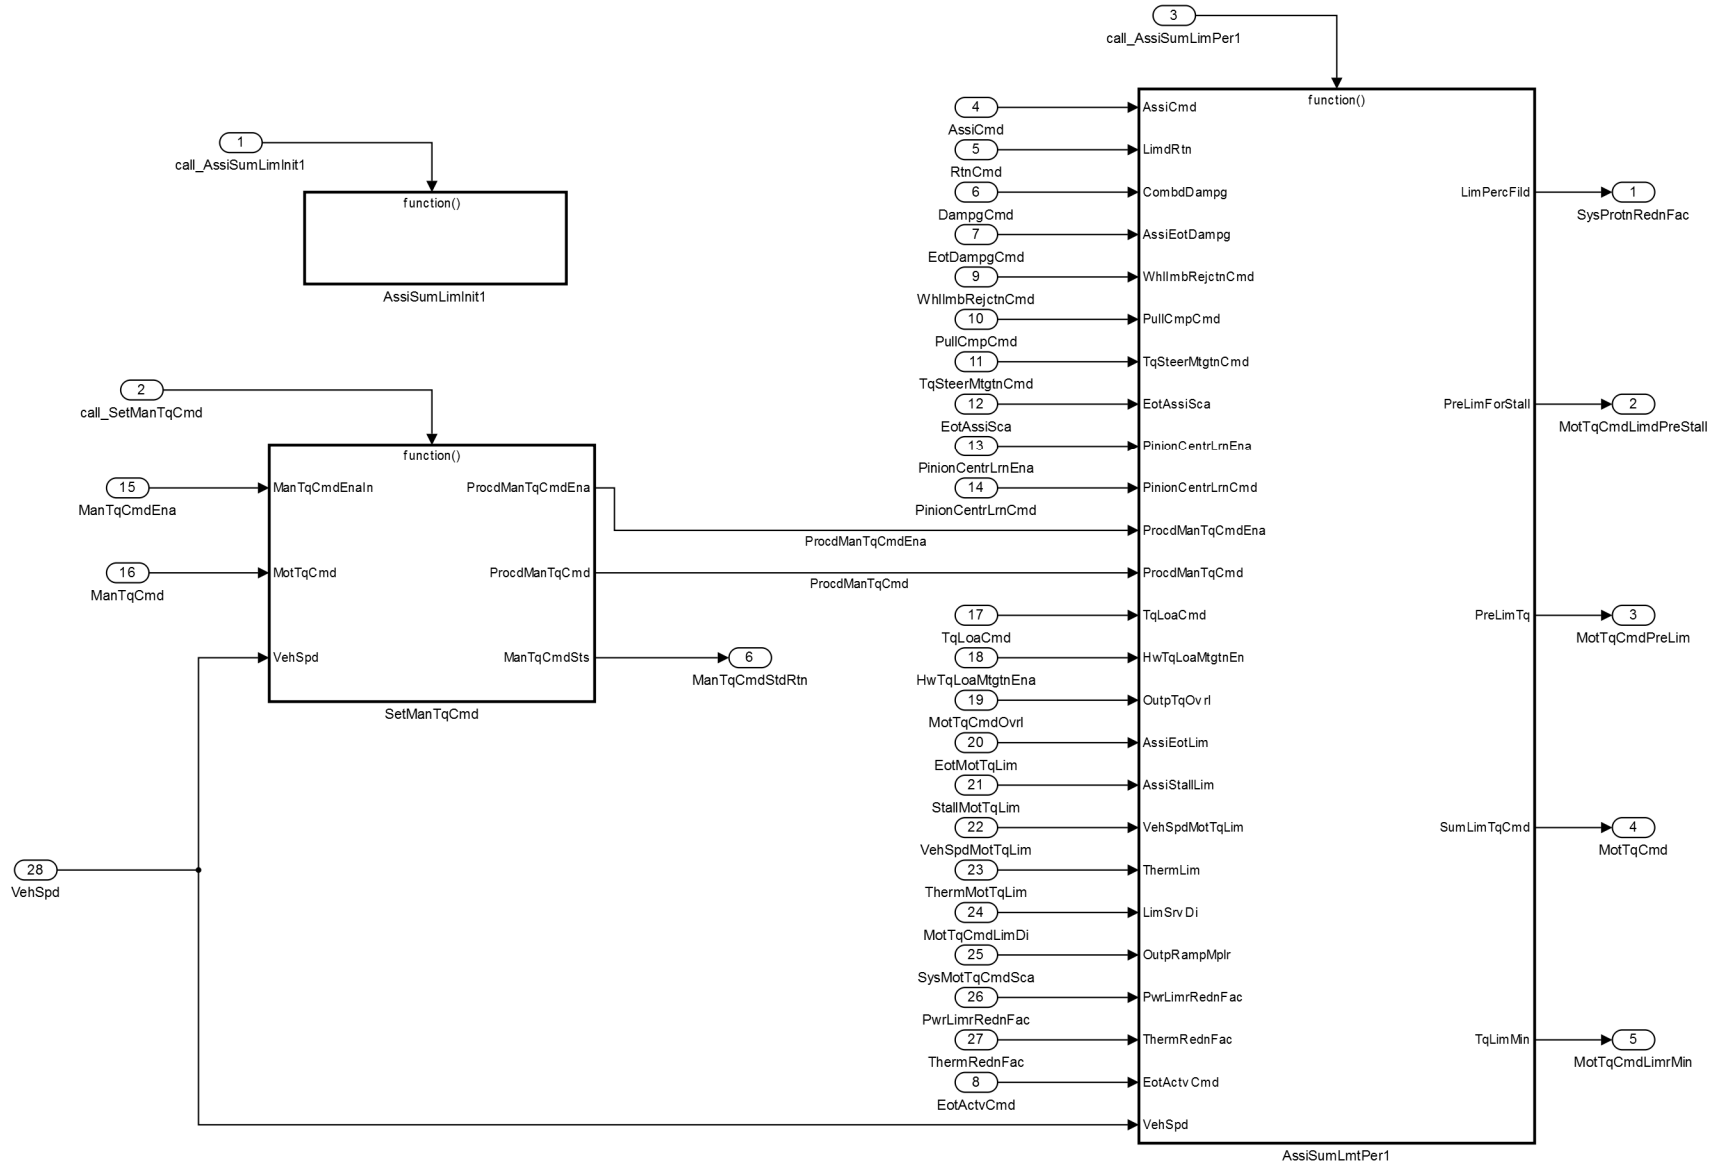 3
call_AssiSumLimPer1
function()
1
call_AssiSumLimInit1
function()
AssiSumLimInit1
2
call_SetManTqCmd
function()
15
ManTqCmdEna
16
ManTqCmd
ManTqCmdEnaIn
MotTqCmd
VehSpd
ProcdManTqCmdEna
ProcdManTqCmd
ManTqCmdSts
SetManTqCmd
6
ManTqCmdStdRtn
ProcdManTqCmdEna
ProcdManTqCmd
28
VehSpd
4
AssiCmd
5
RtnCmd
6
DampgCmd
7
EotDampgCmd
9
WhlImbRejctnCmd
10
PullCmpCmd
11
TqSteerMtgtnCmd
12
EotAssiSca
13
PinionCentrLrnEna
14
PinionCentrLrnCmd
17
TqLoaCmd
18
HwTqLoaMtgtnEna
19
MotTqCmdOvrl
20
EotMotTqLim
21
StallMotTqLim
22
VehSpdMotTqLim
23
ThermMotTqLim
24
MotTqCmdLimDi
25
SysMotTqCmdSca
26
PwrLimrRednFac
27
ThermRednFac
8
EotActvCmd
AssiCmd
LimdRtn
CombdDampg
AssiEotDampg
WhlImbRejctnCmd
PullCmpCmd
TqSteerMtgtnCmd
EotAssiSca
PinionCentrLrnEna
PinionCentrLrnCmd
ProcdManTqCmdEna
ProcdManTqCmd
TqLoaCmd
HwTqLoaMtgtnEn
OutpTqOvrl
AssiEotLim
AssiStallLim
VehSpdMotTqLim
ThermLim
LimSrvDi
OutpRampMplr
PwrLimrRednFac
ThermRednFac
EotActvCmd
VehSpd
LimPercFild
PreLimForStall
PreLimTq
SumLimTqCmd
TqLimMin
AssiSumLmtPer1
1
SysProtnRednFac
2
MotTqCmdLimdPreStall
3
MotTqCmdPreLim
4
MotTqCmd
5
MotTqCmdLimrMin